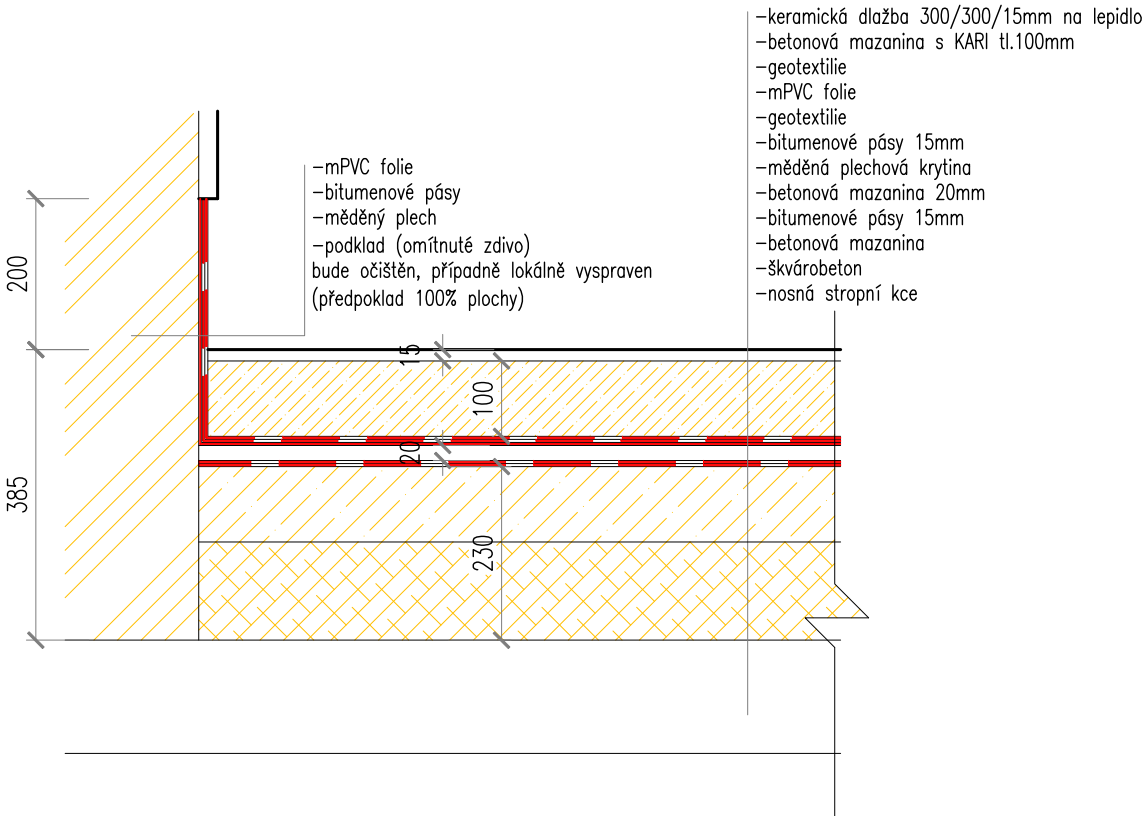 -keramická dlažba 300/300/15mm na lepidlo
-betonová mazanina s KARI tl.100mm
-geotextilie
-mPVC folie
-geotextilie
-bitumenové pásy 15mm
-měděná plechová krytina
-betonová mazanina 20mm
-bitumenové pásy 15mm
-betonová mazanina
-škvárobeton
-nosná stropní kce
-mPVC folie
-bitumenové pásy
-měděný plech
-podklad (omítnuté zdivo)
bude očištěn, případně lokálně vyspraven
(předpoklad 100% plochy)
200
385
15
100
20
230